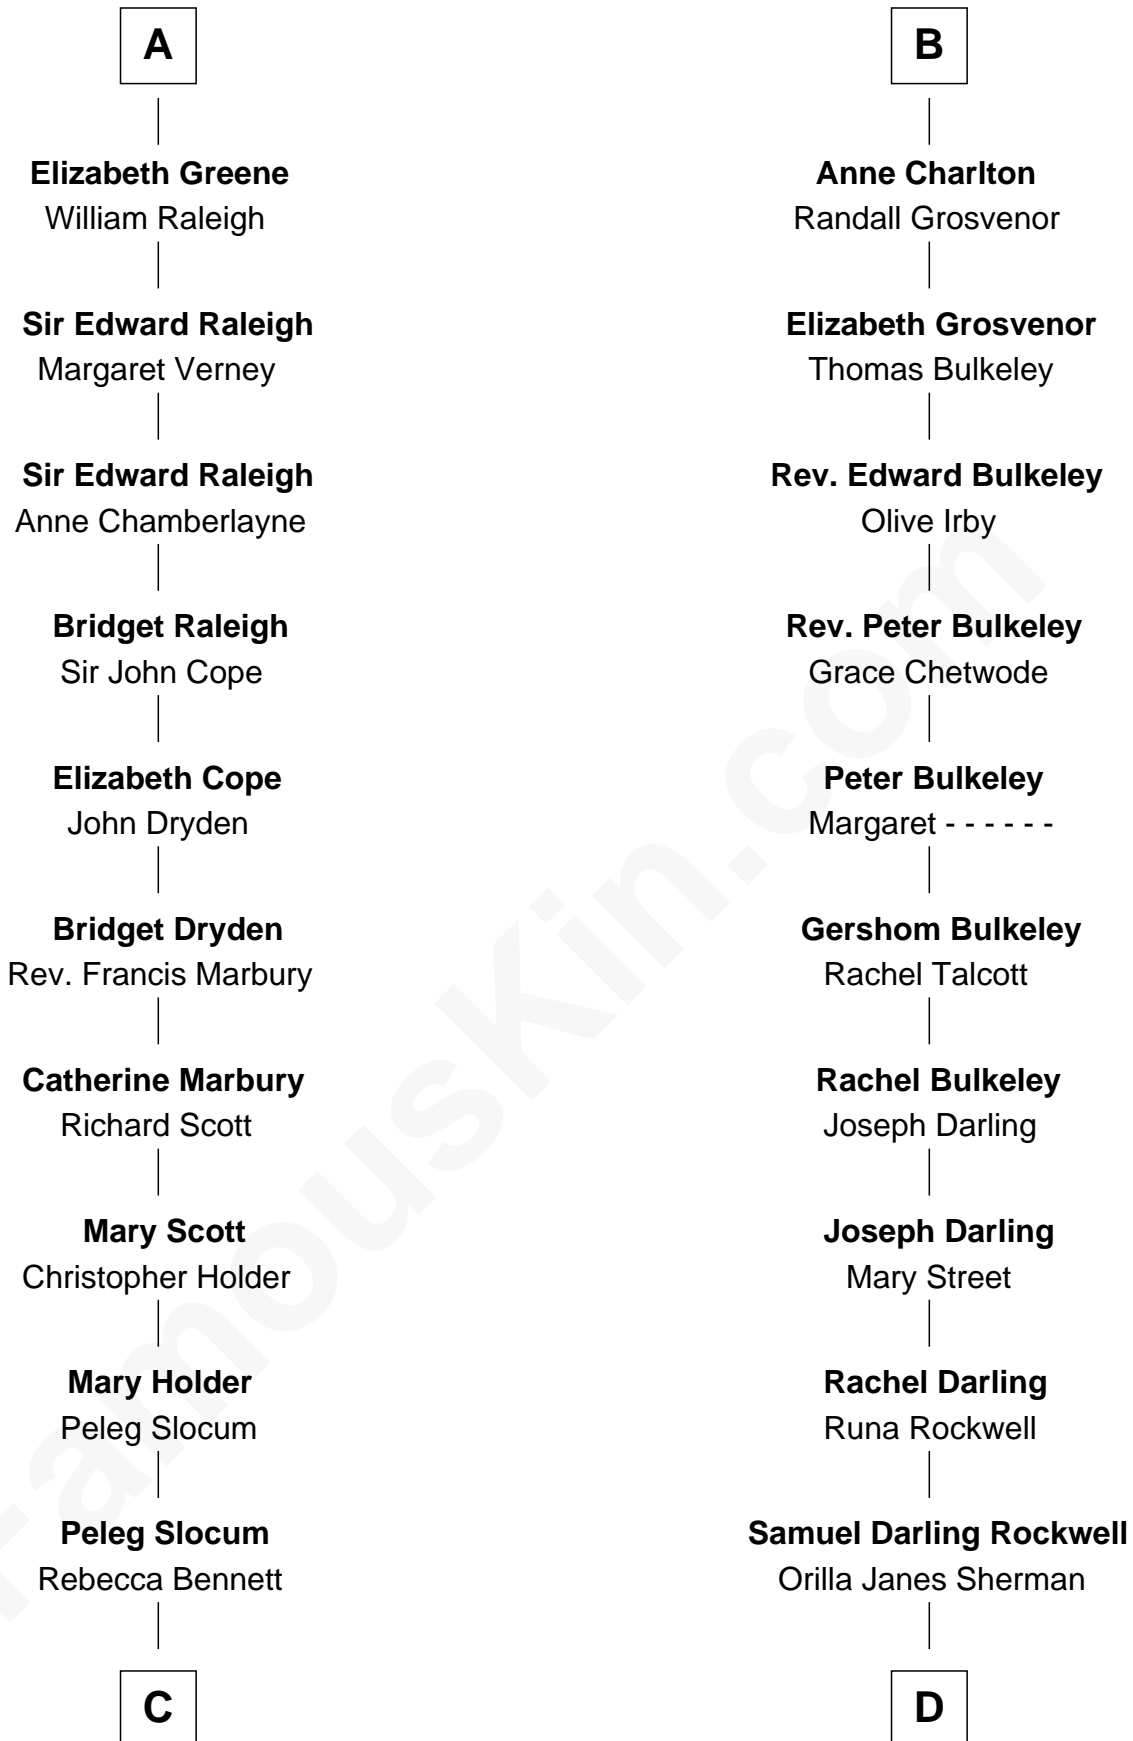 A
Elizabeth Greene
William Raleigh
Sir Edward Raleigh
Margaret Verney
Sir Edward Raleigh
Anne Chamberlayne
Bridget Raleigh
Sir John Cope
Elizabeth Cope
John Dryden
Bridget Dryden
Rev. Francis Marbury
Catherine Marbury
Richard Scott
Mary Scott
Christopher Holder
Mary Holder
Peleg Slocum
Peleg Slocum
Rebecca Bennett
C
B
Anne Charlton
Randall Grosvenor
Elizabeth Grosvenor
Thomas Bulkeley
Rev. Edward Bulkeley
Olive Irby
Rev. Peter Bulkeley
Grace Chetwode
Peter Bulkeley
Margaret - - - - - -
Gershom Bulkeley
Rachel Talcott
Rachel Bulkeley
Joseph Darling
Joseph Darling
Mary Street
Rachel Darling
Runa Rockwell
Samuel Darling Rockwell
Orilla Janes Sherman
D
FamousKin.com